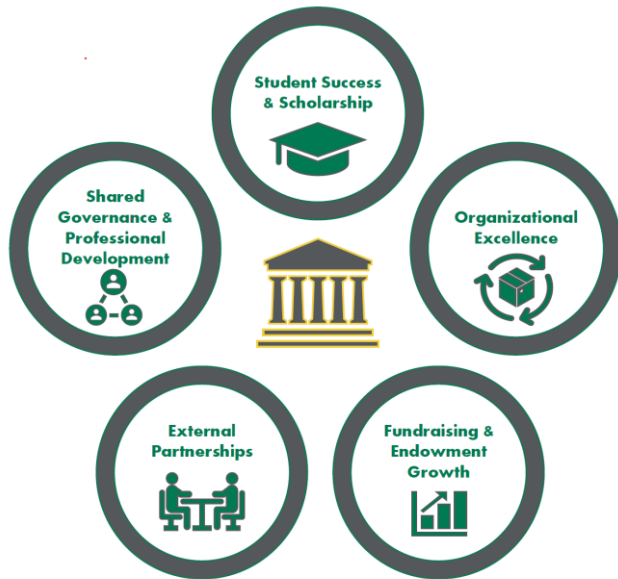 Student Success
& Scholarship
Shared
Governance &
Professional
Development
Organizational
Excellence
External
Partnerships
Fundraising &
Endowment
Growth